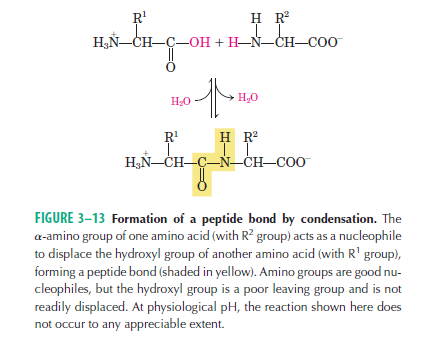 R¹ H R²
H₃N⁺—CH—C—OH + H—N—CH—COO⁻
O
H₂O H₂O
R¹ H R²
H₃N⁺—CH—C—N—CH—COO⁻
O
FIGURE 3–13 Formation of a peptide bond by condensation. The
α-amino group of one amino acid (with R² group) acts as a nucleophile
to displace the hydroxyl group of another amino acid (with R¹ group),
forming a peptide bond (shaded in yellow). Amino groups are good nu-
cleophiles, but the hydroxyl group is a poor leaving group and is not
readily displaced. At physiological pH, the reaction shown here does
not occur to any appreciable extent.